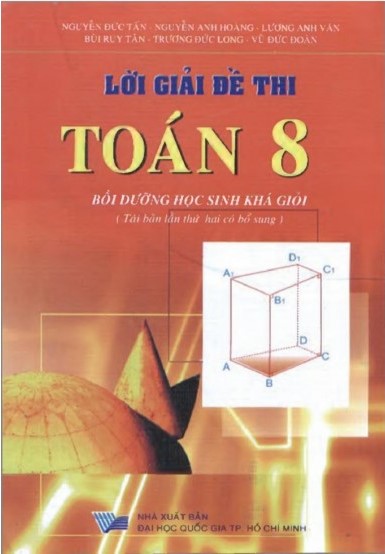 NGUYỄN ĐỨC TẤN - NGUYỄN ANH HOÀNG - LƯƠNG ANH VĂN
BÙI RUY TÂN - TRƯƠNG ĐỨC LONG - VŨ ĐỨC ĐOÀN
LỜI GIẢI ĐỀ THI
TOÁN 8
BỒI DƯỠNG HỌC SINH KHÁ GIỎI
( Tái bản lần thứ hai có bổ sung )
D1
A1
C1
B1
D
A
C
B
NHÀ XUẤT BẢN
ĐẠI HỌC QUỐC GIA TP. HỒ CHÍ MINH